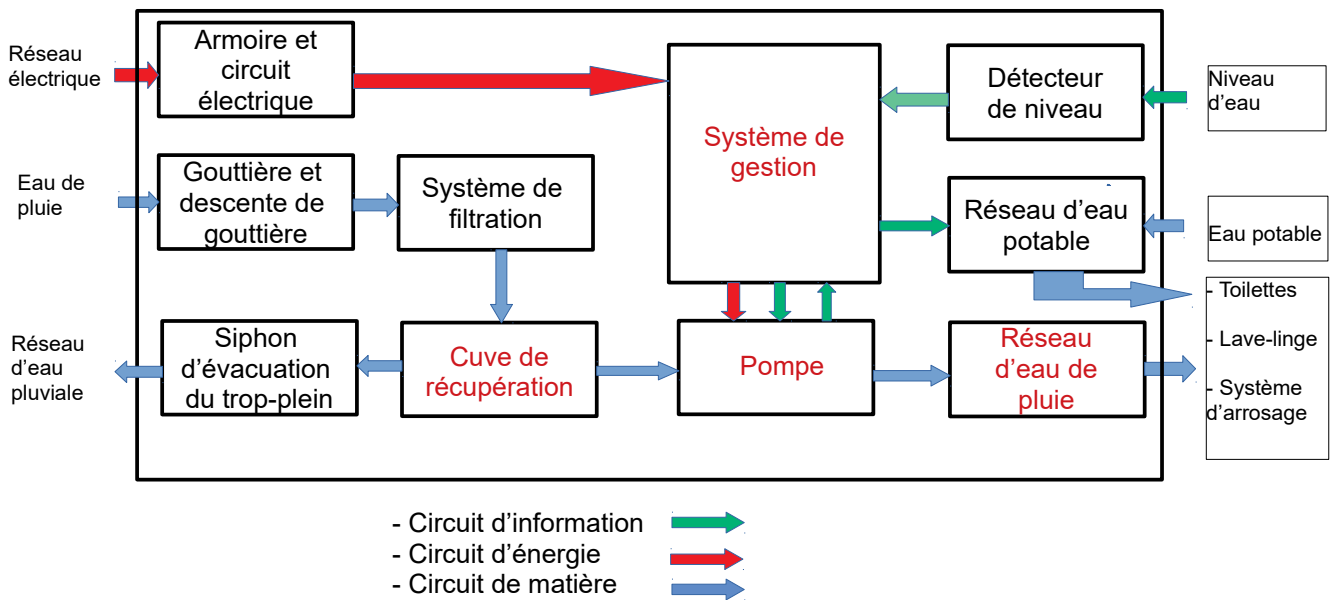 Réseau
électrique
Armoire et
circuit
électrique
Système de
gestion
Détecteur
de niveau
Niveau
d'eau
Eau de
pluie
Gouttière et
descente de
gouttière
Système de
filtration
Réseau d'eau
potable
Eau potable
Réseau
d'eau
pluviale
Siphon
d'évacuation
du trop-plein
Cuve de
récupération
Pompe
Réseau
d'eau de
pluie
- Toilettes
- Lave-linge
- Système
d'arrosage
- Circuit d'information
- Circuit d'énergie
- Circuit de matière